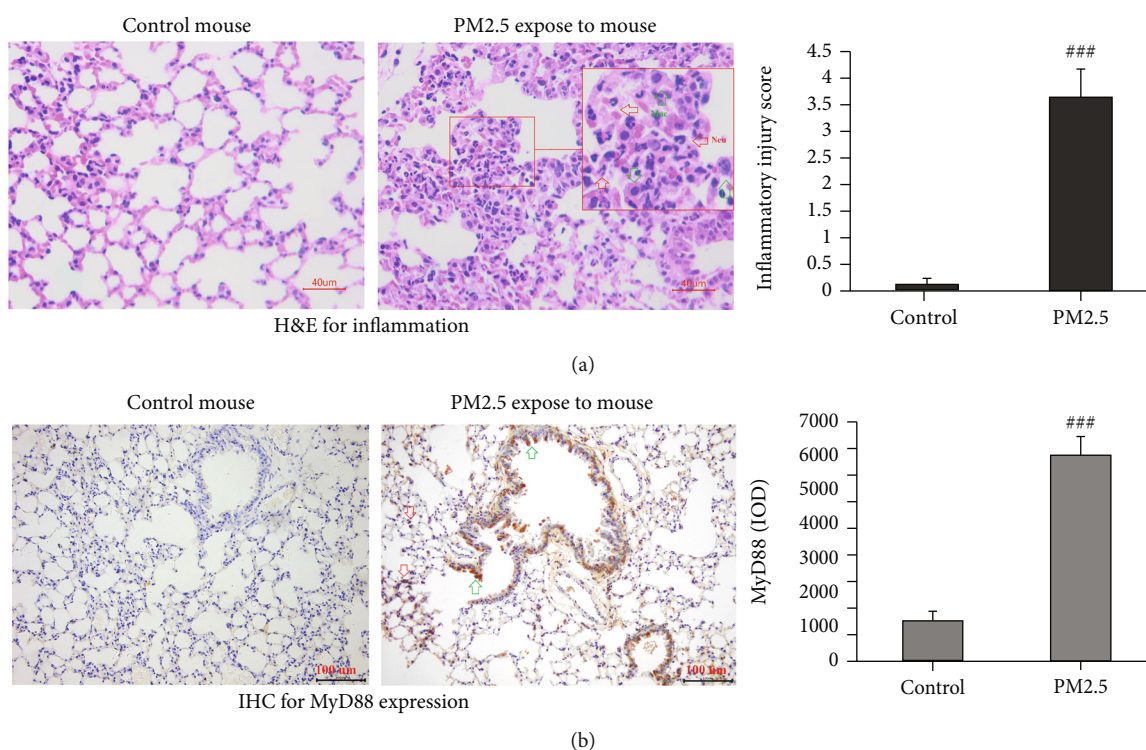 Control mouse
PM2.5 expose to mouse
Neu
40um
40um
H&E for inflammation
Inflammatory injury score
4.5
4
3.5
3
2.5
4
1.5
2
0.5
0
###
Control
PM2.5
(a)
Control mouse
PM2.5 expose to mouse
100 um
100 um
IHC for MyD88 expression
MyD88 (IOD)
7000
6000
6000
4000
3000
2000
1000
0
###
Control
PM2.5
(b)